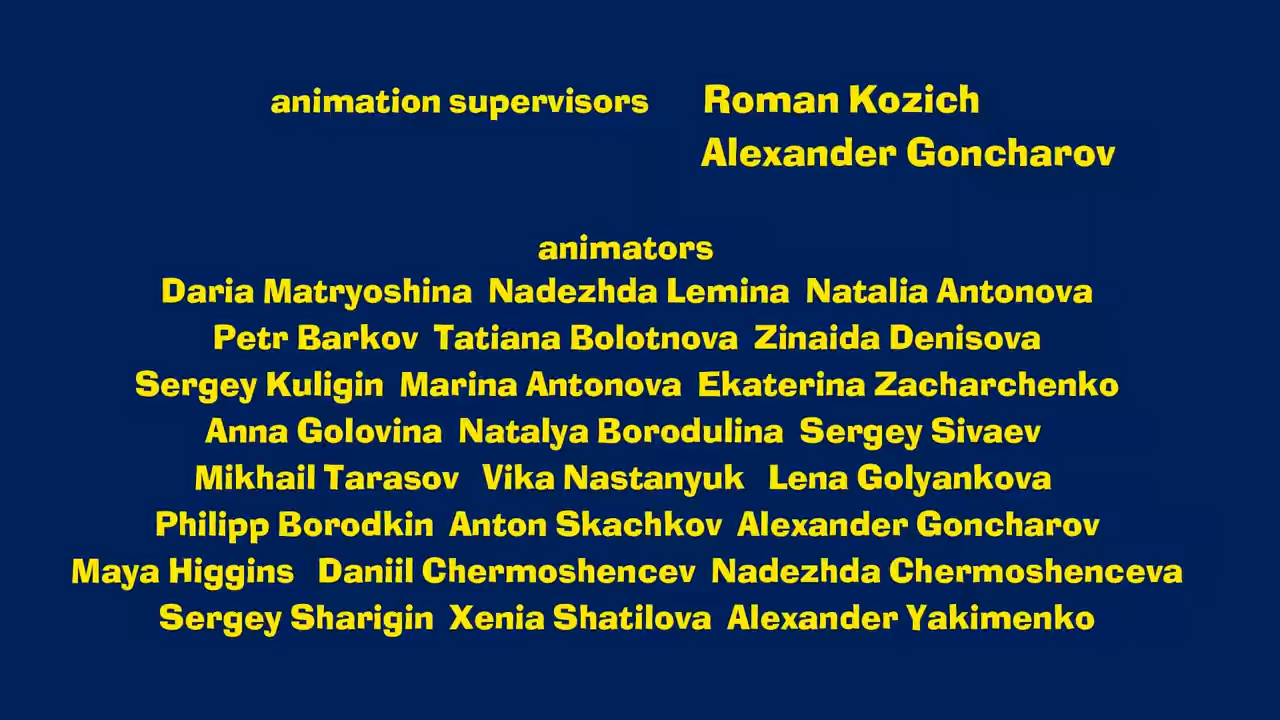 animation supervisors Roman Kozich
Alexander Goncharov
animators
Daria Matryoshina Nadezhda Lemina Natalia Antonova
Petr Barkov Tatiana Bolotnova Zinaida Denisova
Sergey Kuligin Marina Antonova Ekaterina Zacharchenko
Anna Golovina Natalya Borodulina Sergey Sivaev
Mikhail Tarasov Vika Nastanyuk Lena Golyankova
Philipp Borodkin Anton Skachkov Alexander Goncharov
Maya Higgins Daniil Chermoshencev Nadezhda Chermoshenceva
Sergey Sharigin Xenia Shatilova Alexander Yakimenko